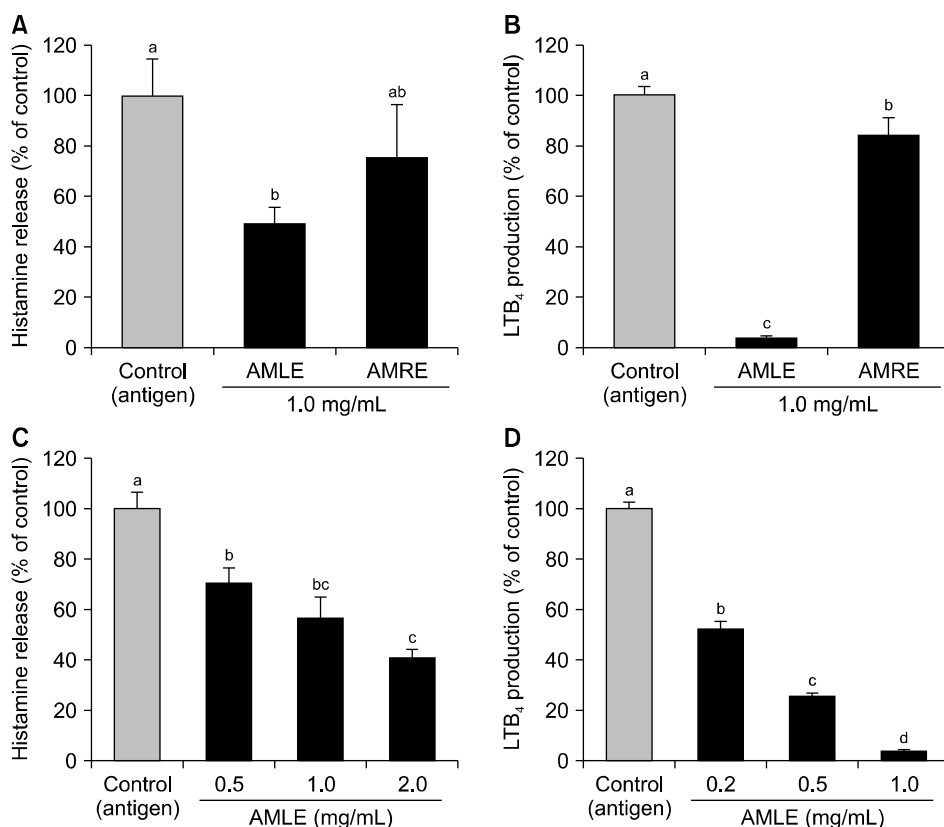 A
Histamine release (% of control)
120
100
80
60
40
20
0
a
b
ab
Control
(antigen)
AMLE
AMRE
1.0 mg/mL
B
LTB₄ production (% of control)
120
100
80
60
40
20
0
a
c
b
Control
(antigen)
AMLE
AMRE
1.0 mg/mL
C
Histamine release (% of control)
120
100
80
60
40
20
0
a
b
bc
c
Control
(antigen)
0.5
1.0
2.0
AMLE (mg/mL)
D
LTB₄ production (% of control)
120
100
80
60
40
20
0
a
b
c
d
Control
(antigen)
0.2
0.5
1.0
AMLE (mg/mL)